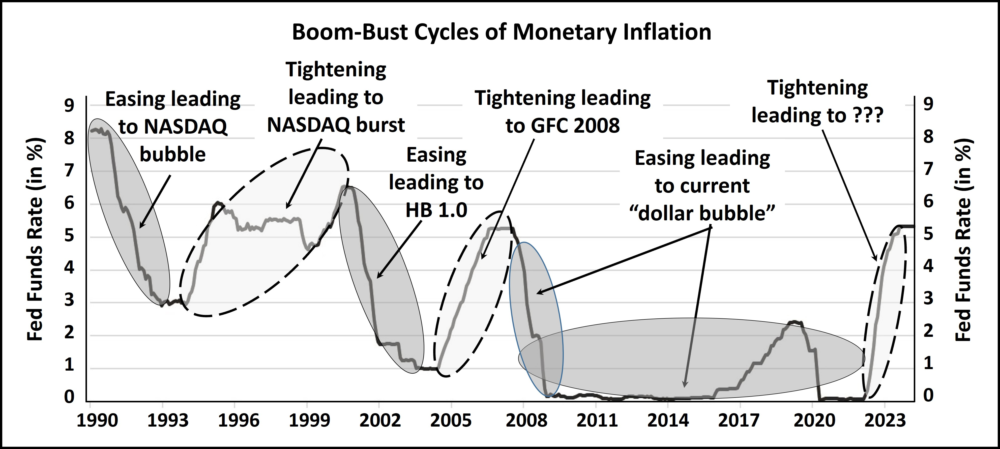 Boom-Bust Cycles of Monetary Inflation
Easing leading
to NASDAQ
bubble
Tightening
leading to
NASDAQ burst
Easing
leading to
HB 1.0
Tightening leading
to GFC 2008
Easing leading
to current
“dollar bubble”
Tightening
leading to ???
Fed Funds Rate (in %)
9
8
7
6
5
4
3
2
1
0
9
8
7
6
5
4
3
2
1
0
Fed Funds Rate (in %)
1990 1993 1996 1999 2002 2005 2008 2011 2014 2017 2020 2023